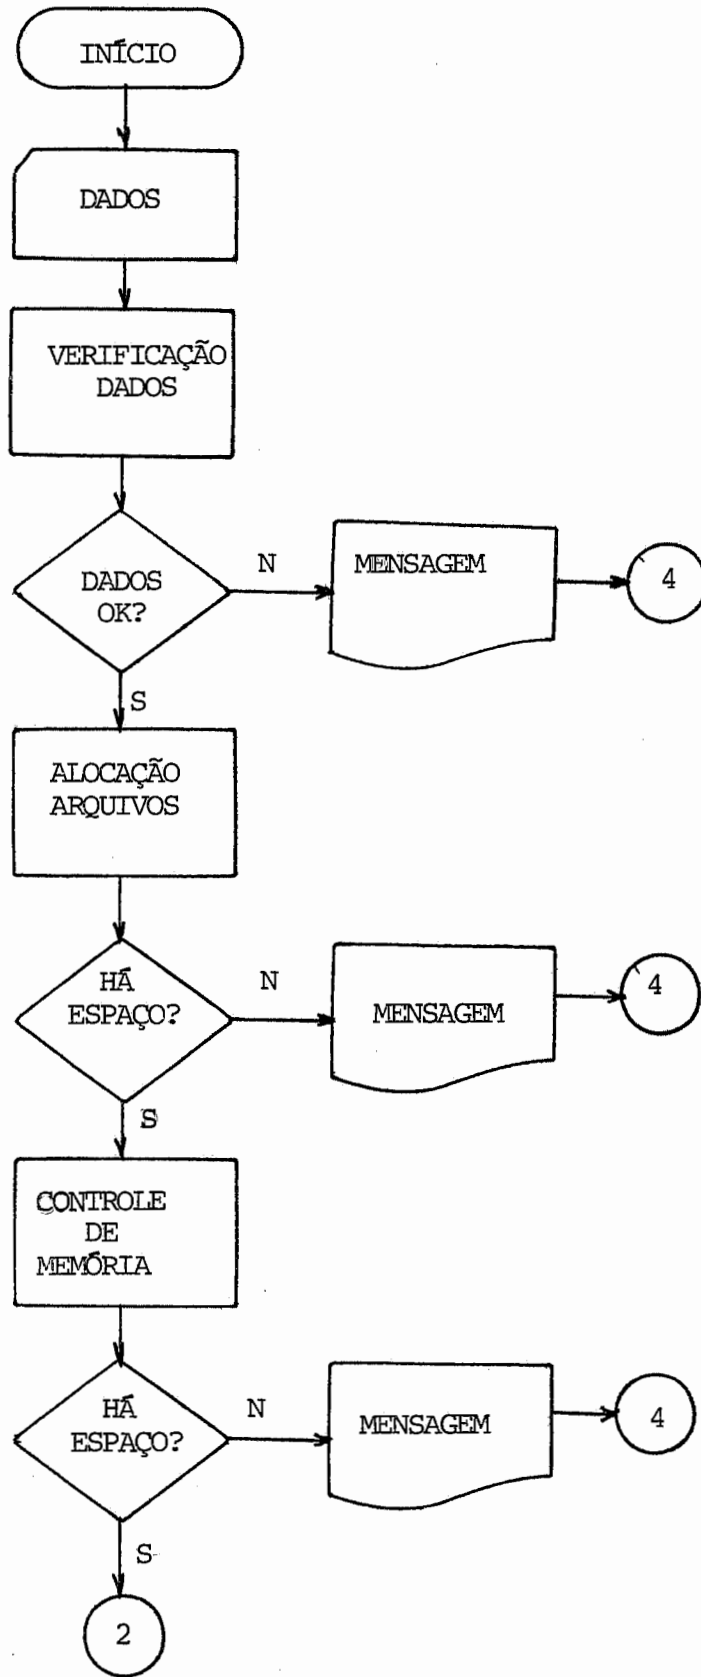 INÍCIO
DADOS
VERIFICAÇÃO
DADOS
DADOS
OK?
N
MENSAGEM
4
S
ALOCAÇÃO
ARQUIVOS
HÁ
ESPAÇO?
N
MENSAGEM
4
S
CONTROLE
DE
MEMÓRIA
HÁ
ESPAÇO?
N
MENSAGEM
4
S
2